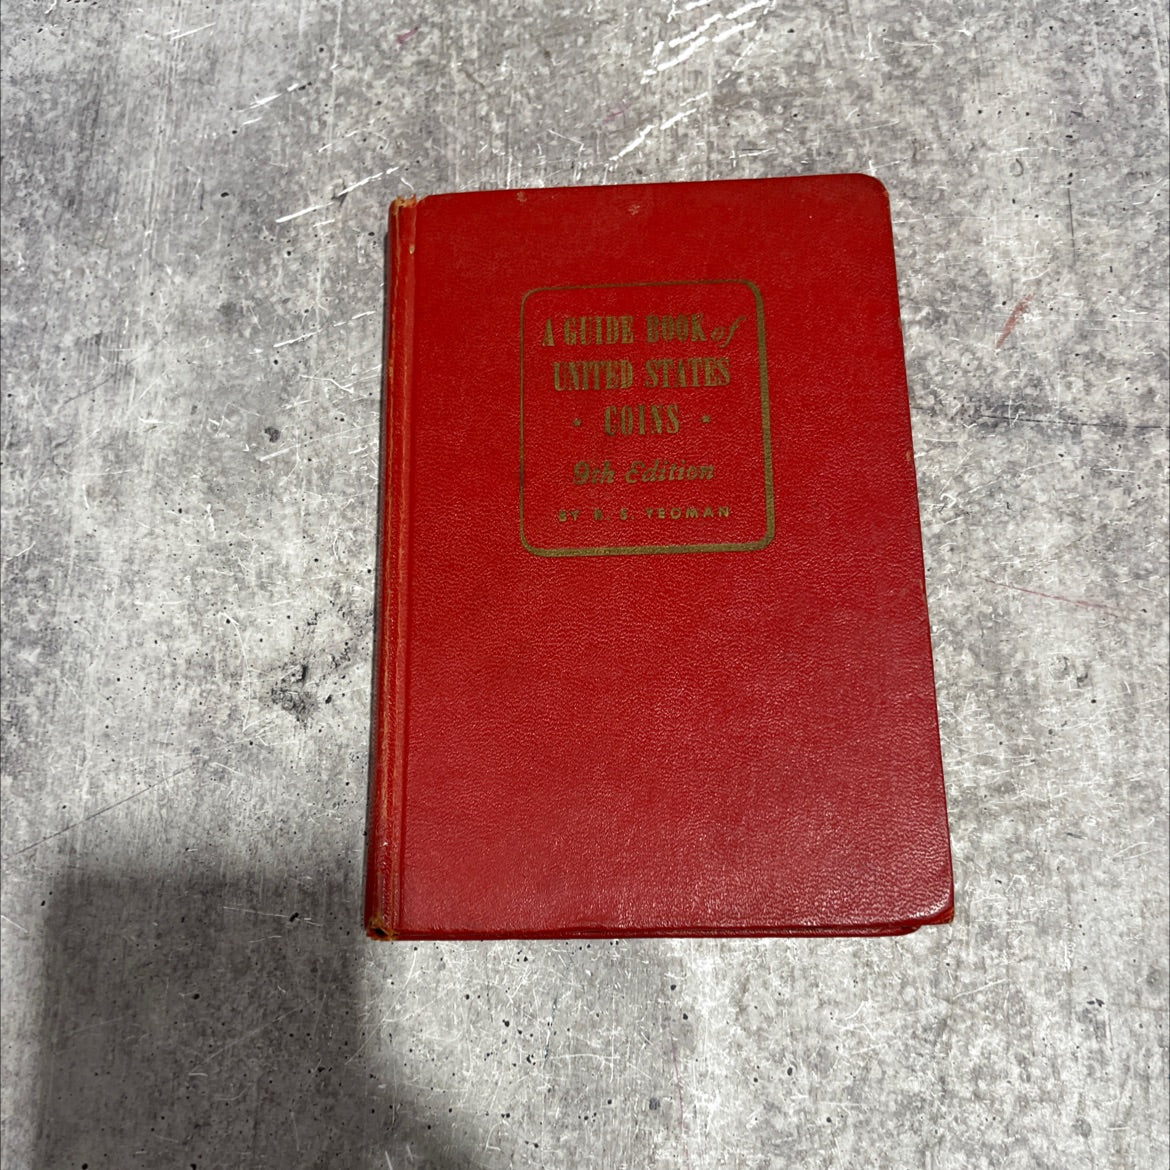 A GUIDE BOOK of
UNITED STATES
• COINS •
9th Edition
BY R. S. YEOMAN